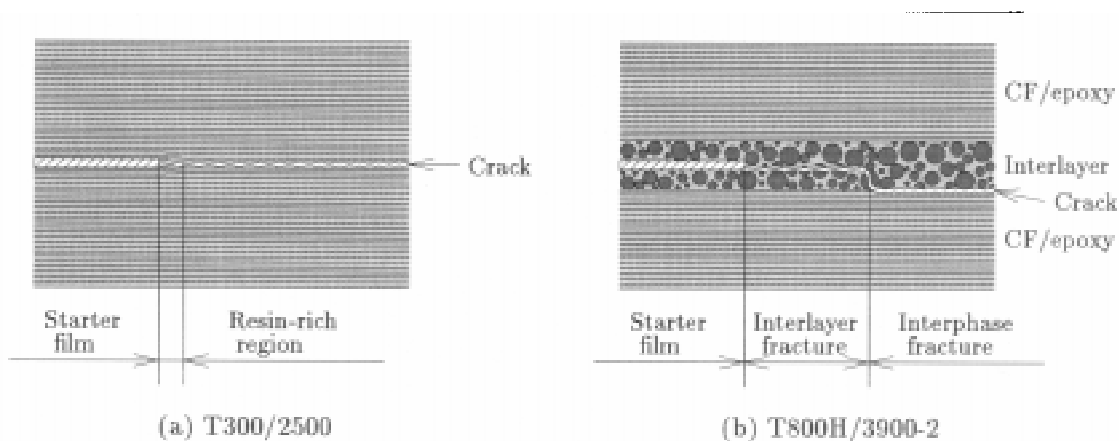 Crack
Starter
film
Resin-rich
region
(a) T300/2500
CF/epoxy
Interlayer
Crack
CF/epoxy
Starter
film
Interlayer
fracture
Interphase
fracture
(b) T800H/3900-2